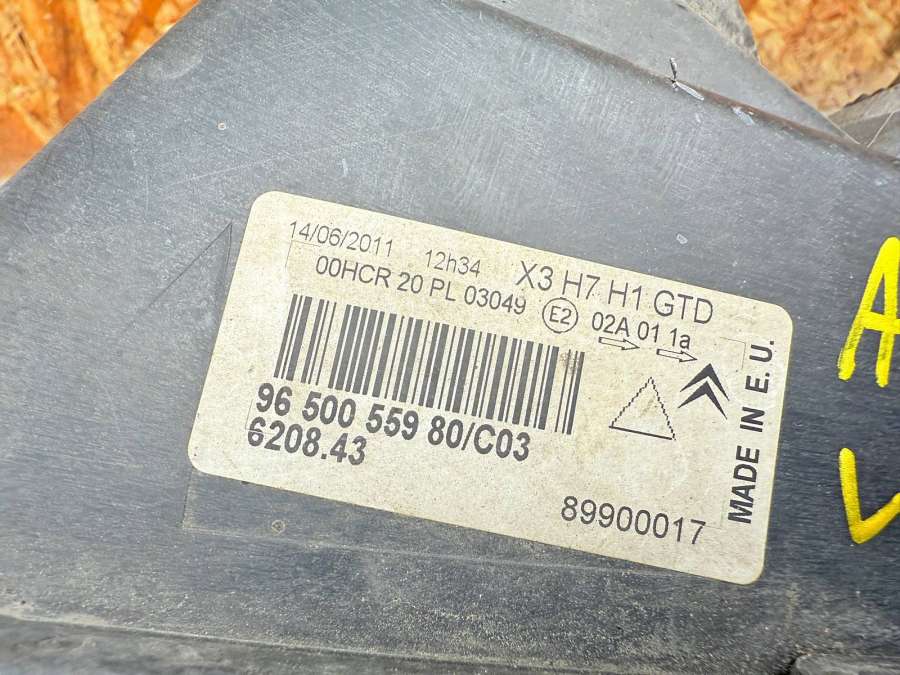 14/06/2011 12h34 X3 H7 H1 GTD
00HCR 20 PL 03049 E2 02A 01 1a
96 500 559 80/C03
6208.43
89900017
MADE IN E.U.
A